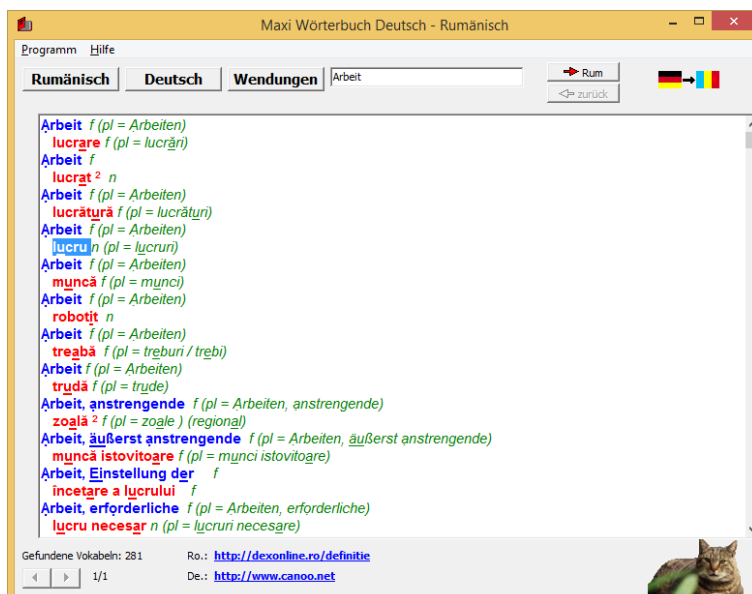 Maxi Wörterbuch Deutsch - Rumänisch
Programm Hilfe
Rumänisch Deutsch Wendungen Arbeit Rum
zurück
Arbeit f (pl = Arbeiten)
lucrare f (pl = lucrări)
Arbeit f
lucrat ² n
Arbeit f (pl = Arbeiten)
lucrătură f (pl = lucrături)
Arbeit f (pl = Arbeiten)
lucru n (pl = lucruri)
Arbeit f (pl = Arbeiten)
muncă f (pl = munci)
Arbeit f (pl = Arbeiten)
robotit n
Arbeit f (pl = Arbeiten)
treabă f (pl = treburi / trebi)
Arbeit f (pl = Arbeiten)
trudă f (pl = trude)
Arbeit, anstrengende f (pl = Arbeiten, anstrengende)
zoală ² f (pl = zoale ) (regional)
Arbeit, äußerst anstrengende f (pl = Arbeiten, äußerst anstrengende)
muncă istovitoare f (pl = munci istovitoare)
Arbeit, Einstellung der f
încetare a lucrului f
Arbeit, erforderliche f (pl = Arbeiten, erforderliche)
lucru necesar n (pl = lucruri necesare)
Gefundene Vokabeln: 281 Ro.: http://dexonline.ro/definitie
1/1 De.: http://www.canoo.net